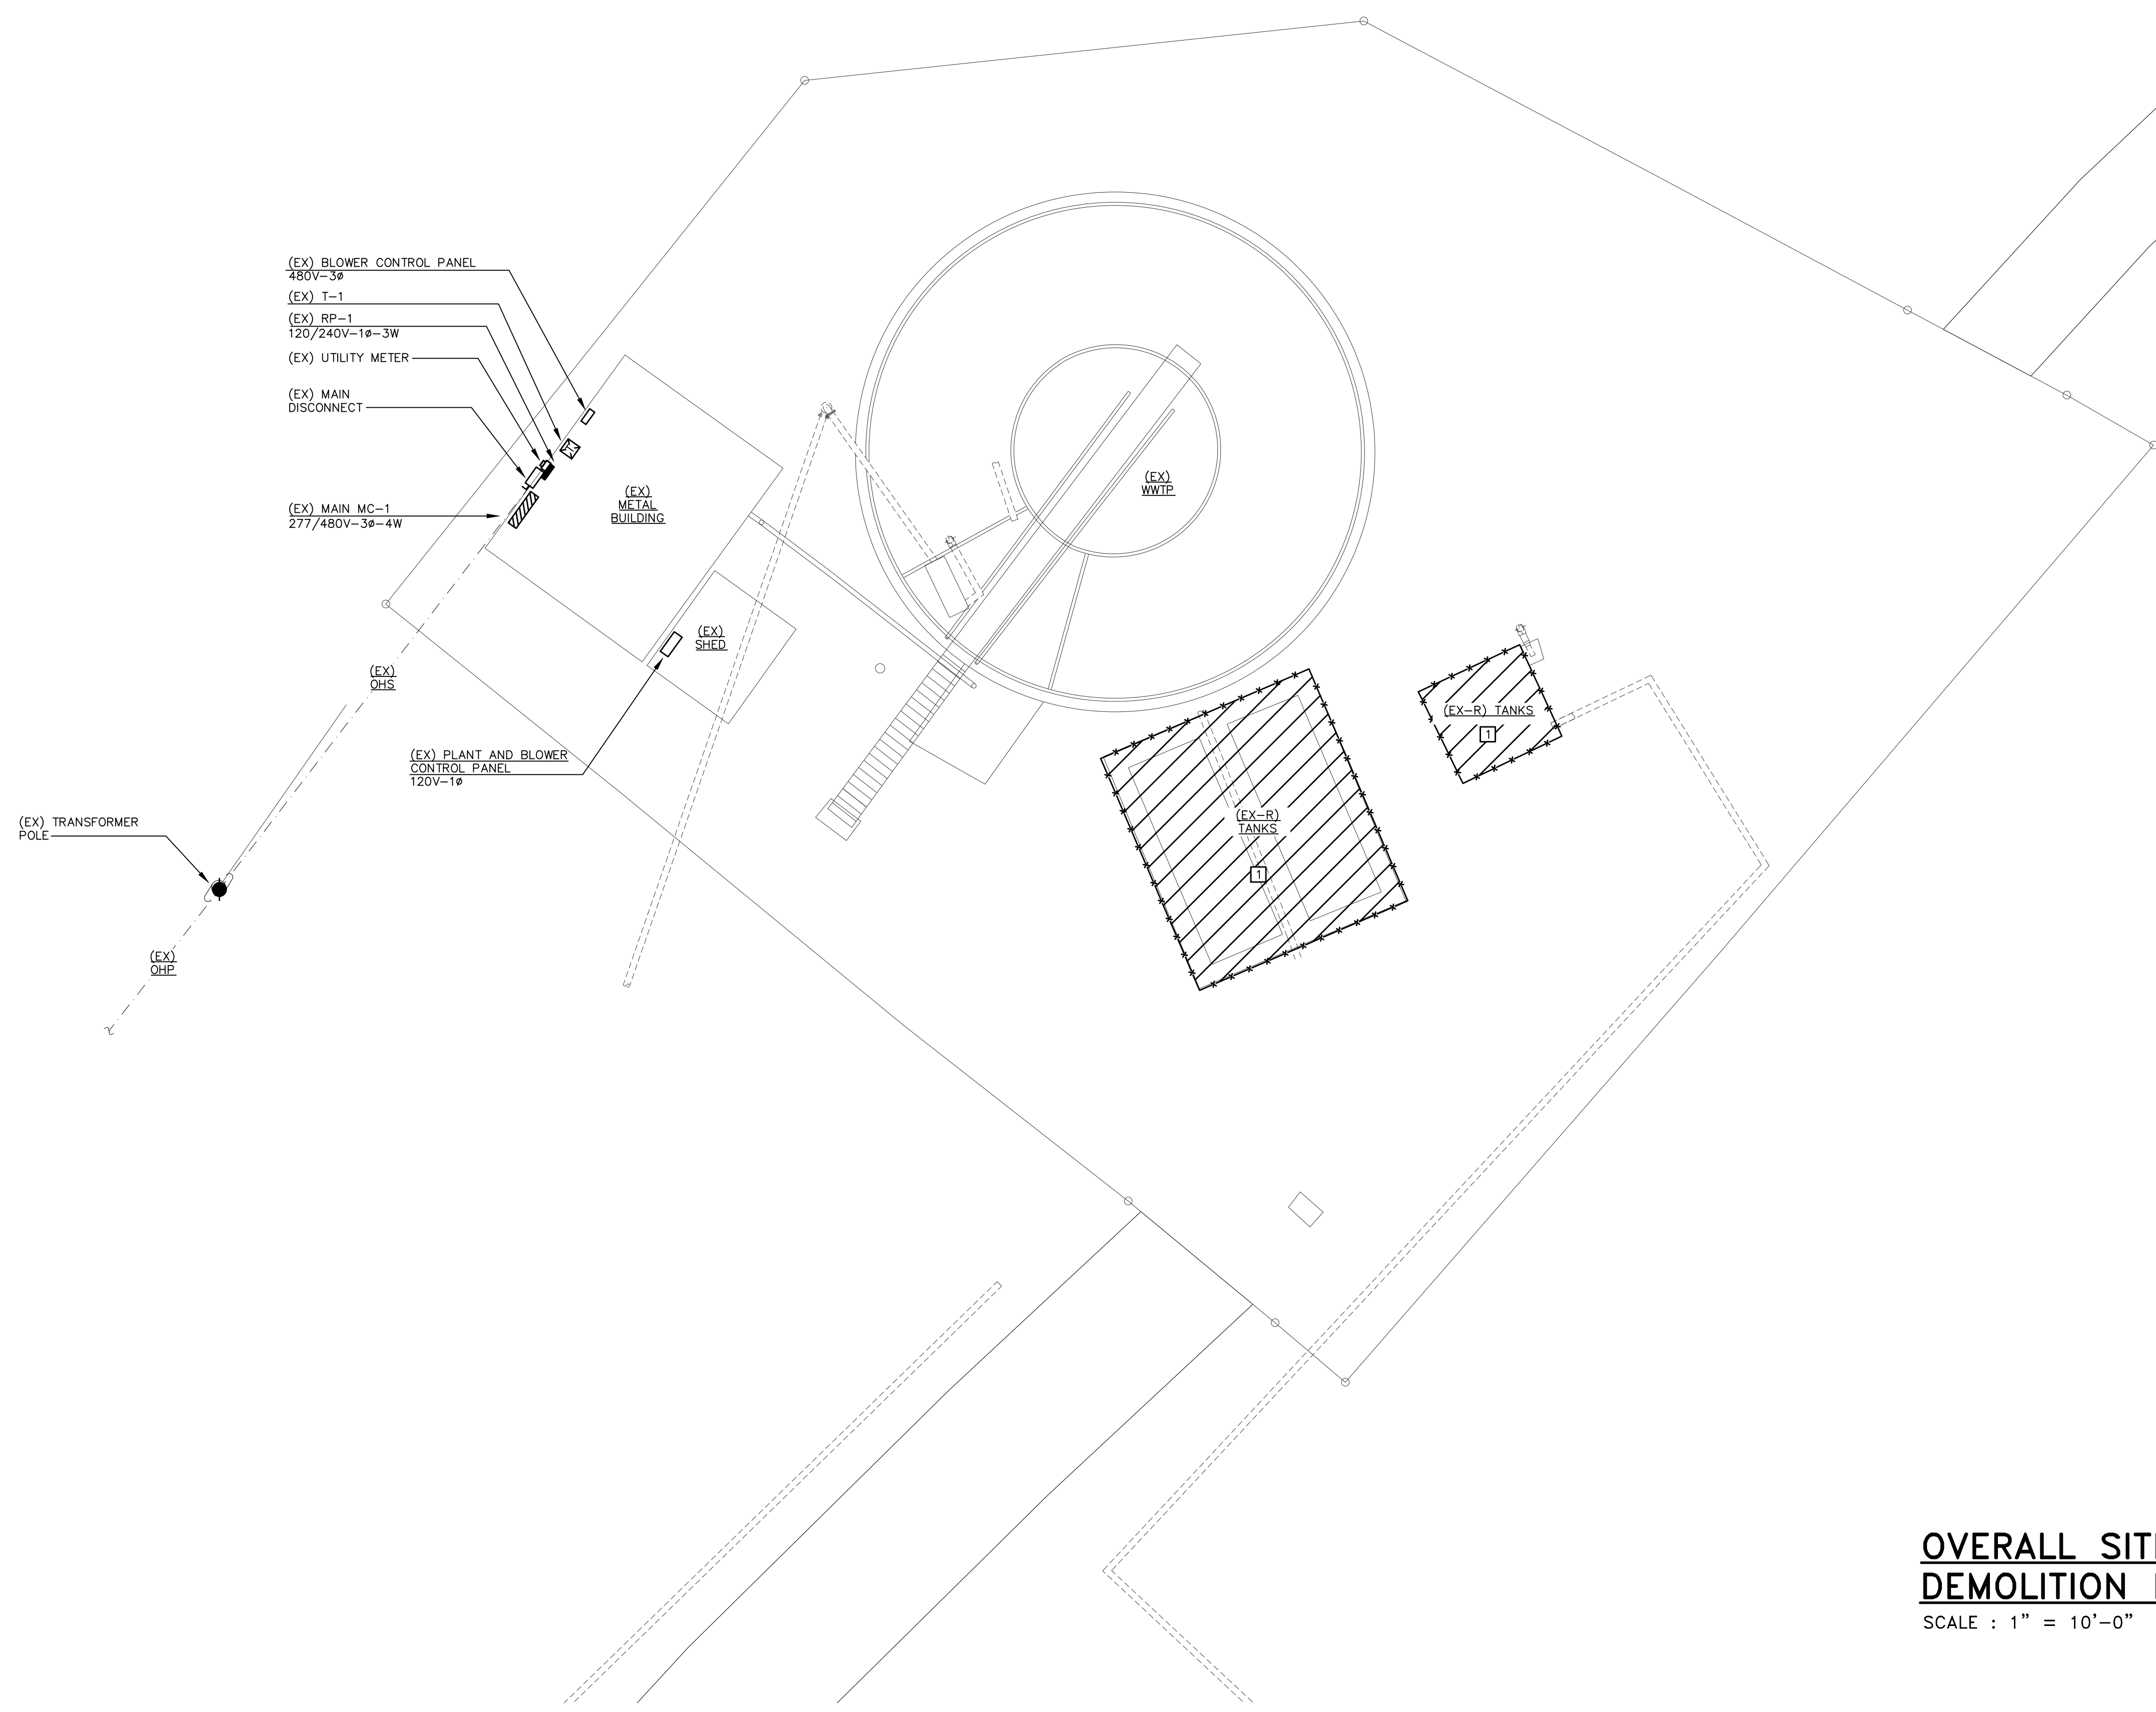 (EX) BLOWER CONTROL PANEL
480V-3ø
(EX) T-1
(EX) RP-1
120/240V-1ø-3W
(EX) UTILITY METER
(EX) MAIN
DISCONNECT
(EX) MAIN MC-1
277/480V-3ø-4W
(EX)
METAL
BUILDING
(EX)
WWTP
(EX)
SHED
(EX)
OHS
(EX-R) TANKS
1
(EX) PLANT AND BLOWER
CONTROL PANEL
120V-1ø
(EX-R)
TANKS
1
(EX) TRANSFORMER
POLE
(EX)
OHP
OVERALL
DEMOLITION
SCALE : 1" = 10'-0"